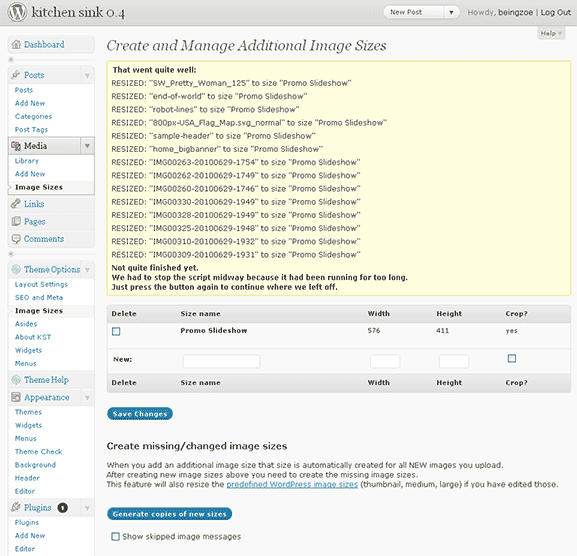 kitchen sink 0.4
New Post
Howdy, beingzoe | Log Out
Help
Dashboard
Posts
Posts
Add New
Categories
Post Tags
Media
Library
Add New
Image Sizes
Links
Pages
Comments
Theme Options
Layout Settings
SEO and Meta
Image Sizes
Asides
About KST
Widgets
Menus
Theme Help
Appearance
Themes
Widgets
Menus
Theme Check
Background
Header
Editor
Plugins 1
Plugins
Add New
Editor
Create and Manage Additional Image Sizes
That went quite well:
RESIZED: "SW_Pretty_Woman_125" to size "Promo Slideshow"
RESIZED: "end-of-world" to size "Promo Slideshow"
RESIZED: "robot-lines" to size "Promo Slideshow"
RESIZED: "800px-USA_Flag_Map.svg_normal" to size "Promo Slideshow"
RESIZED: "sample-header" to size "Promo Slideshow"
RESIZED: "home_bigbanner" to size "Promo Slideshow"
RESIZED: "IMG00263-20100629-1754" to size "Promo Slideshow"
RESIZED: "IMG00262-20100629-1749" to size "Promo Slideshow"
RESIZED: "IMG00260-20100629-1746" to size "Promo Slideshow"
RESIZED: "IMG00330-20100629-1949" to size "Promo Slideshow"
RESIZED: "IMG00328-20100629-1949" to size "Promo Slideshow"
RESIZED: "IMG00325-20100629-1948" to size "Promo Slideshow"
RESIZED: "IMG00310-20100629-1932" to size "Promo Slideshow"
RESIZED: "IMG00309-20100629-1931" to size "Promo Slideshow"
Not quite finished yet.
We had to stop the script midway because it had been running for too long.
Just press the button again to continue where we left off.
Delete Size name Width Height Crop?
Promo Slideshow 576 411 yes
New:
Delete Size name Width Height Crop?
Save Changes
Create missing/changed image sizes
When you add an additional image size that size is automatically created for all NEW images you upload.
After creating new image sizes above you need to create the missing image sizes.
This feature will also resize the predefined WordPress image sizes (thumbnail, medium, large) if you have edited those.
Generate copies of new sizes
Show skipped image messages